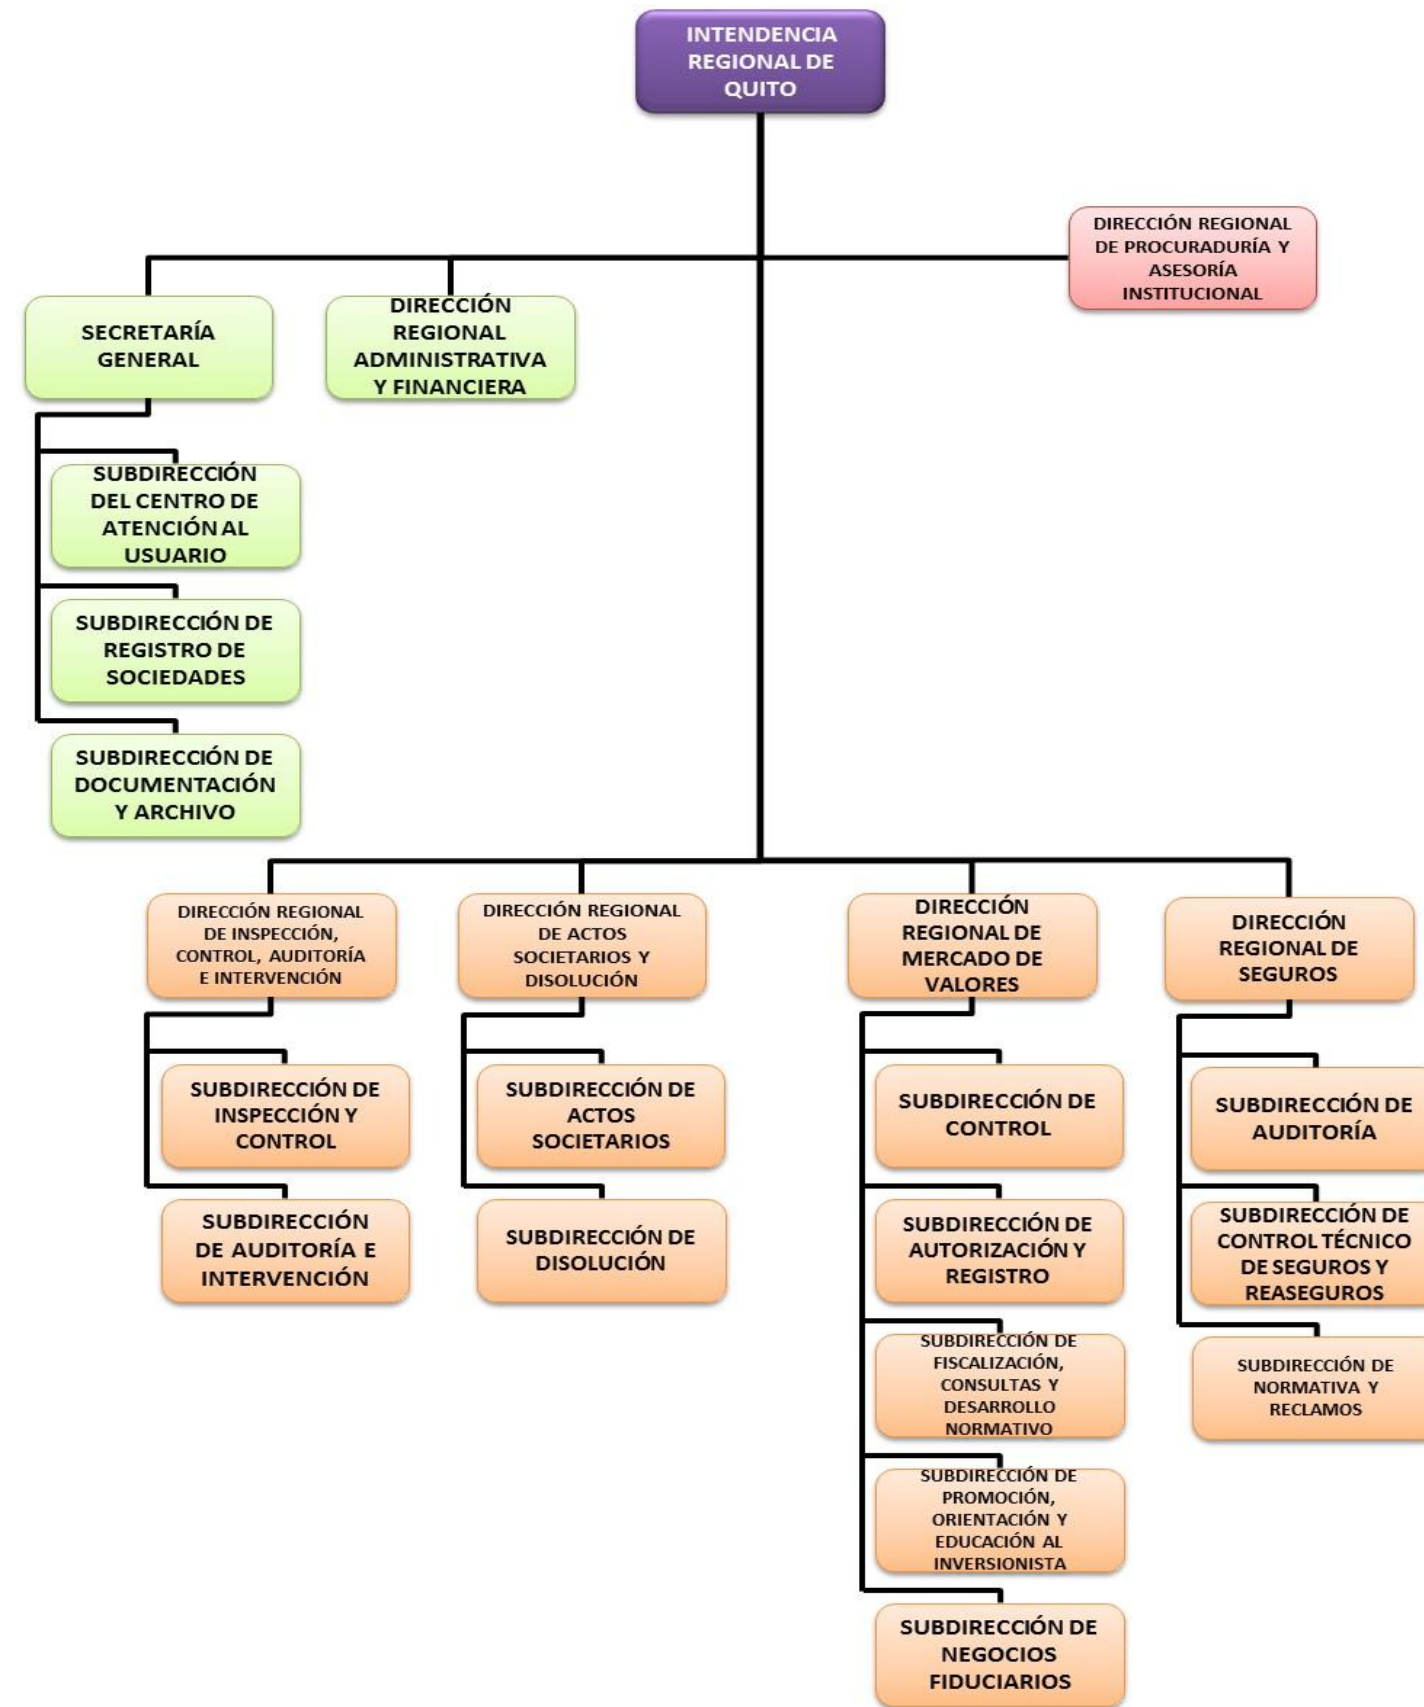 INTENDENCIA
REGIONAL DE
QUITO
DIRECCIÓN REGIONAL
DE PROCURADURÍA Y
ASESORÍA
INSTITUCIONAL
SECRETARÍA
GENERAL
DIRECCIÓN
REGIONAL
ADMINISTRATIVA
Y FINANCIERA
SUBDIRECCIÓN
DEL CENTRO DE
ATENCIÓN AL
USUARIO
SUBDIRECCIÓN DE
REGISTRO DE
SOCIEDADES
SUBDIRECCIÓN DE
DOCUMENTACIÓN
Y ARCHIVO
DIRECCIÓN REGIONAL
DE INSPECCIÓN,
CONTROL, AUDITORÍA
E INTERVENCIÓN
SUBDIRECCIÓN DE
INSPECCIÓN Y
CONTROL
SUBDIRECCIÓN
DE AUDITORÍA E
INTERVENCIÓN
DIRECCIÓN REGIONAL
DE ACTOS
SOCIETARIOS Y
DISOLUCIÓN
SUBDIRECCIÓN DE
ACTOS
SOCIETARIOS
SUBDIRECCIÓN DE
DISOLUCIÓN
DIRECCIÓN
REGIONAL DE
MERCADO DE
VALORES
SUBDIRECCIÓN DE
CONTROL
SUBDIRECCIÓN DE
AUTORIZACIÓN Y
REGISTRO
SUBDIRECCIÓN DE
FISCALIZACIÓN,
CONSULTAS Y
DESARROLLO
NORMATIVO
SUBDIRECCIÓN DE
PROMOCIÓN,
ORIENTACIÓN Y
EDUCACIÓN AL
INVERSIONISTA
SUBDIRECCIÓN DE
NEGOCIOS
FIDUCIARIOS
DIRECCIÓN
REGIONAL DE
SEGUROS
SUBDIRECCIÓN DE
AUDITORÍA
SUBDIRECCIÓN DE
CONTROL TÉCNICO
DE SEGUROS Y
REASEGUROS
SUBDIRECCIÓN DE
NORMATIVA Y
RECLAMOS